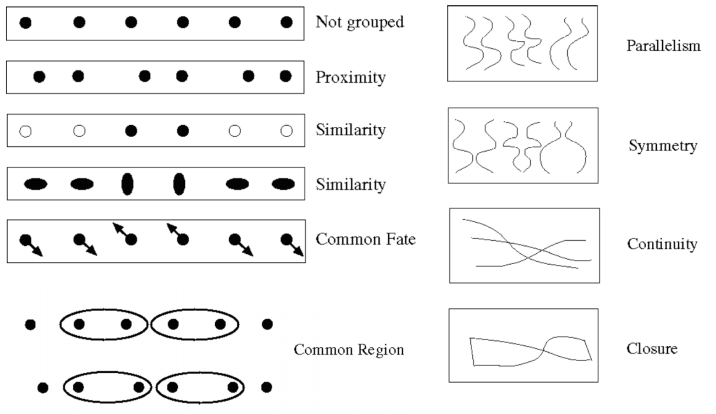 Not grouped
Proximity
Similarity
Similarity
Common Fate
Common Region
Parallelism
Symmetry
Continuity
Closure